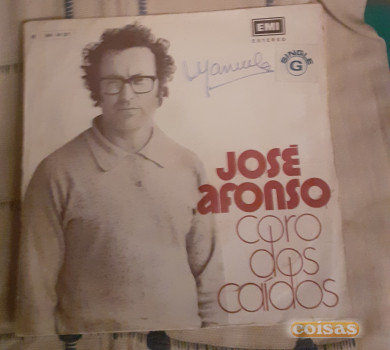 EMI
ESTEREO
Manuela
SINGLE
G
JOSÉ
afonso
coro
dos
caídos
coisas